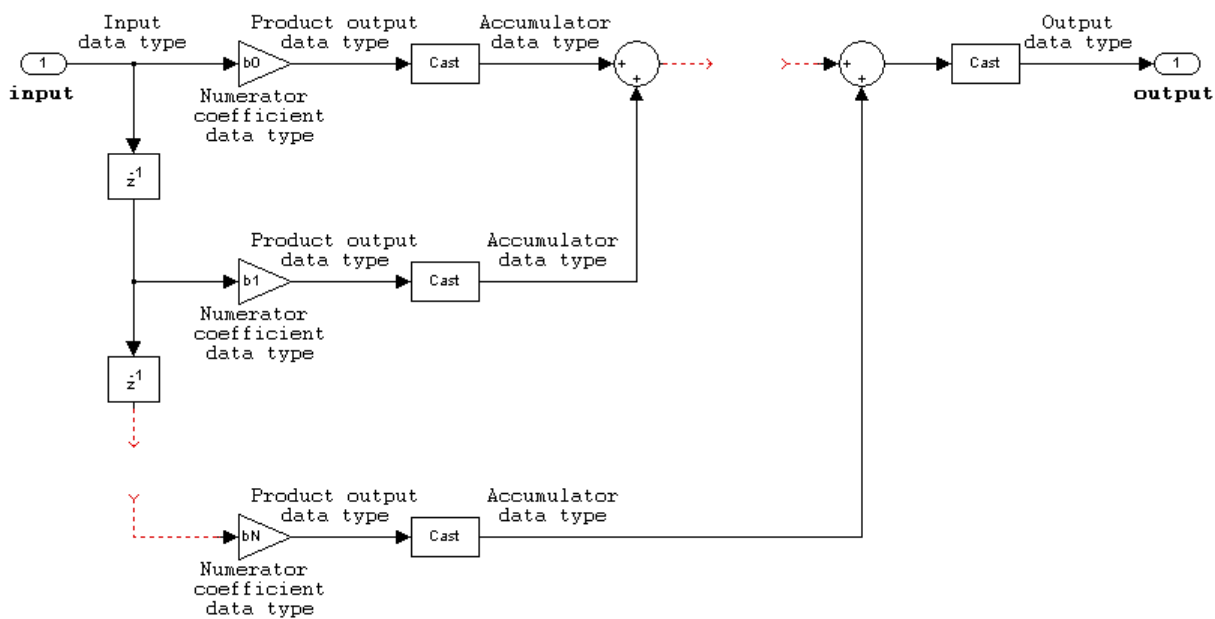 Input
data type
Product output
data type
Accumulator
data type
Output
data type
1
b0
Cast
+
+
+
+
Cast
1
input
output
Numerator
coefficient
data type
z-1
Product output
data type
Accumulator
data type
b1
Cast
Numerator
coefficient
data type
z-1
Product output
data type
Accumulator
data type
bN
Cast
Numerator
coefficient
data type